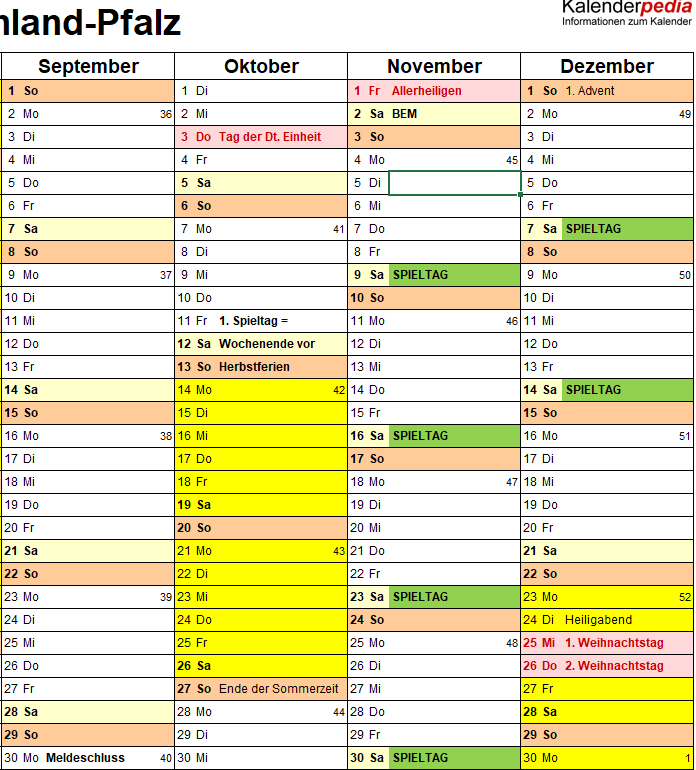 nland-Pfalz
Kalenderpedia
Informationen zum Kalender
September Oktober November Dezember
1 So 1 Di 1 Fr Allerheiligen 1 So 1. Advent
2 Mo 36 2 Mi 2 Sa BEM 2 Mo 49
3 Di 3 Do Tag der Dt. Einheit 3 So 3 Di
4 Mi 4 Fr 4 Mo 45 4 Mi
5 Do 5 Sa 5 Di 5 Do
6 Fr 6 So 6 Mi 6 Fr
7 Sa 7 Mo 41 7 Do 7 Sa SPIELTAG
8 So 8 Di 8 Fr 8 So
9 Mo 37 9 Mi 9 Sa SPIELTAG 9 Mo 50
10 Di 10 Do 10 So 10 Di
11 Mi 11 Fr 1. Spieltag = 11 Mo 46 11 Mi
12 Do 12 Sa Wochenende vor 12 Di 12 Do
13 Fr 13 So Herbstferien 13 Mi 13 Fr
14 Sa 14 Mo 42 14 Do 14 Sa SPIELTAG
15 So 15 Di 15 Fr 15 So
16 Mo 38 16 Mi 16 Sa SPIELTAG 16 Mo 51
17 Di 17 Do 17 So 17 Di
18 Mi 18 Fr 18 Mo 47 18 Mi
19 Do 19 Sa 19 Di 19 Do
20 Fr 20 So 20 Mi 20 Fr
21 Sa 21 Mo 43 21 Do 21 Sa
22 So 22 Di 22 Fr 22 So
23 Mo 39 23 Mi 23 Sa SPIELTAG 23 Mo 52
24 Di 24 Do 24 So 24 Di Heiligabend
25 Mi 25 Fr 25 Mo 48 25 Mi 1. Weihnachtstag
26 Do 26 Sa 26 Di 26 Do 2. Weihnachtstag
27 Fr 27 So Ende der Sommerzeit 27 Mi 27 Fr
28 Sa 28 Mo 44 28 Do 28 Sa
29 So 29 Di 29 Fr 29 So
30 Mo Meldeschluss 40 30 Mi 30 Sa SPIELTAG 30 Mo 1